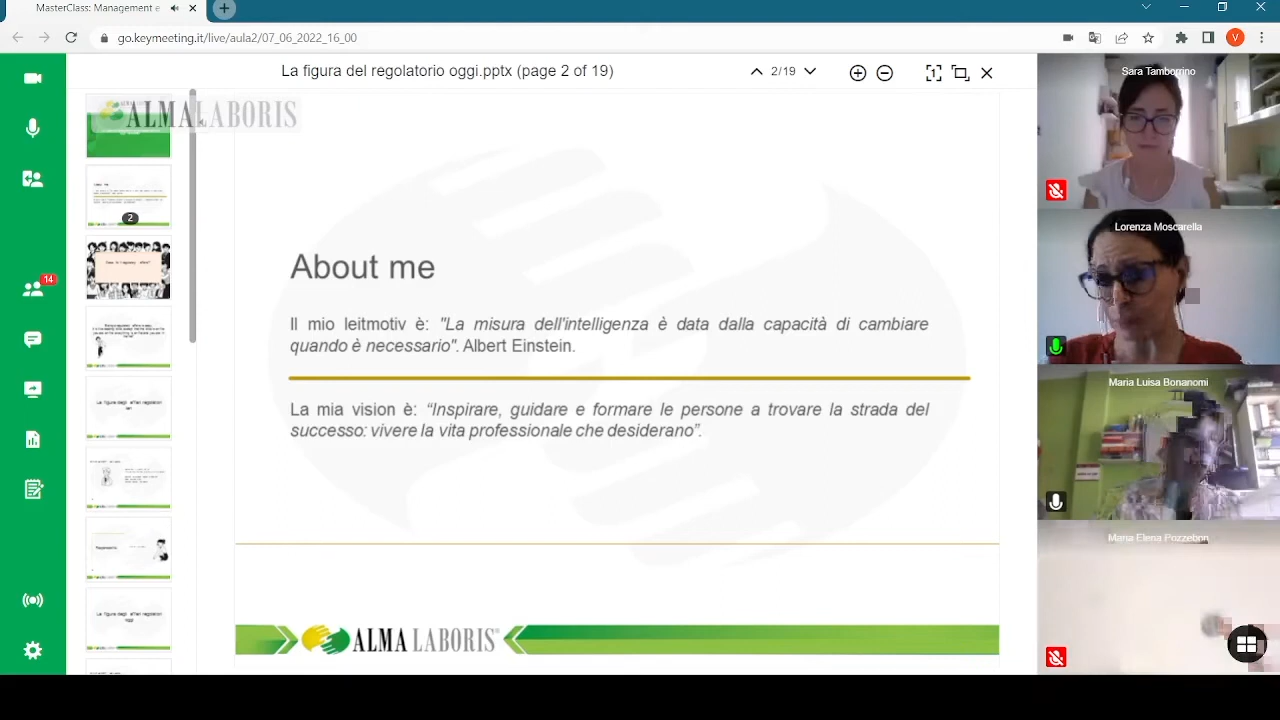 MasterClass: Management e
go.keymeeting.it/live/aula2/07_06_2022_16_00
V
La figura del regolatorio oggi.pptx (page 2 of 19)
2/19
ALMA LABORIS
2
14
About me
Il mio leitmotiv è: "La misura dell'intelligenza è data dalla capacità di cambiare
quando è necessario". Albert Einstein.
La mia vision è: “Inspirare, guidare e formare le persone a trovare la strada del
successo: vivere la vita professionale che desiderano”.
ALMA LABORIS®
Sara Tamborrino
Lorenza Moscarella
Maria Luisa Bonanomi
Maria Elena Pozzebon